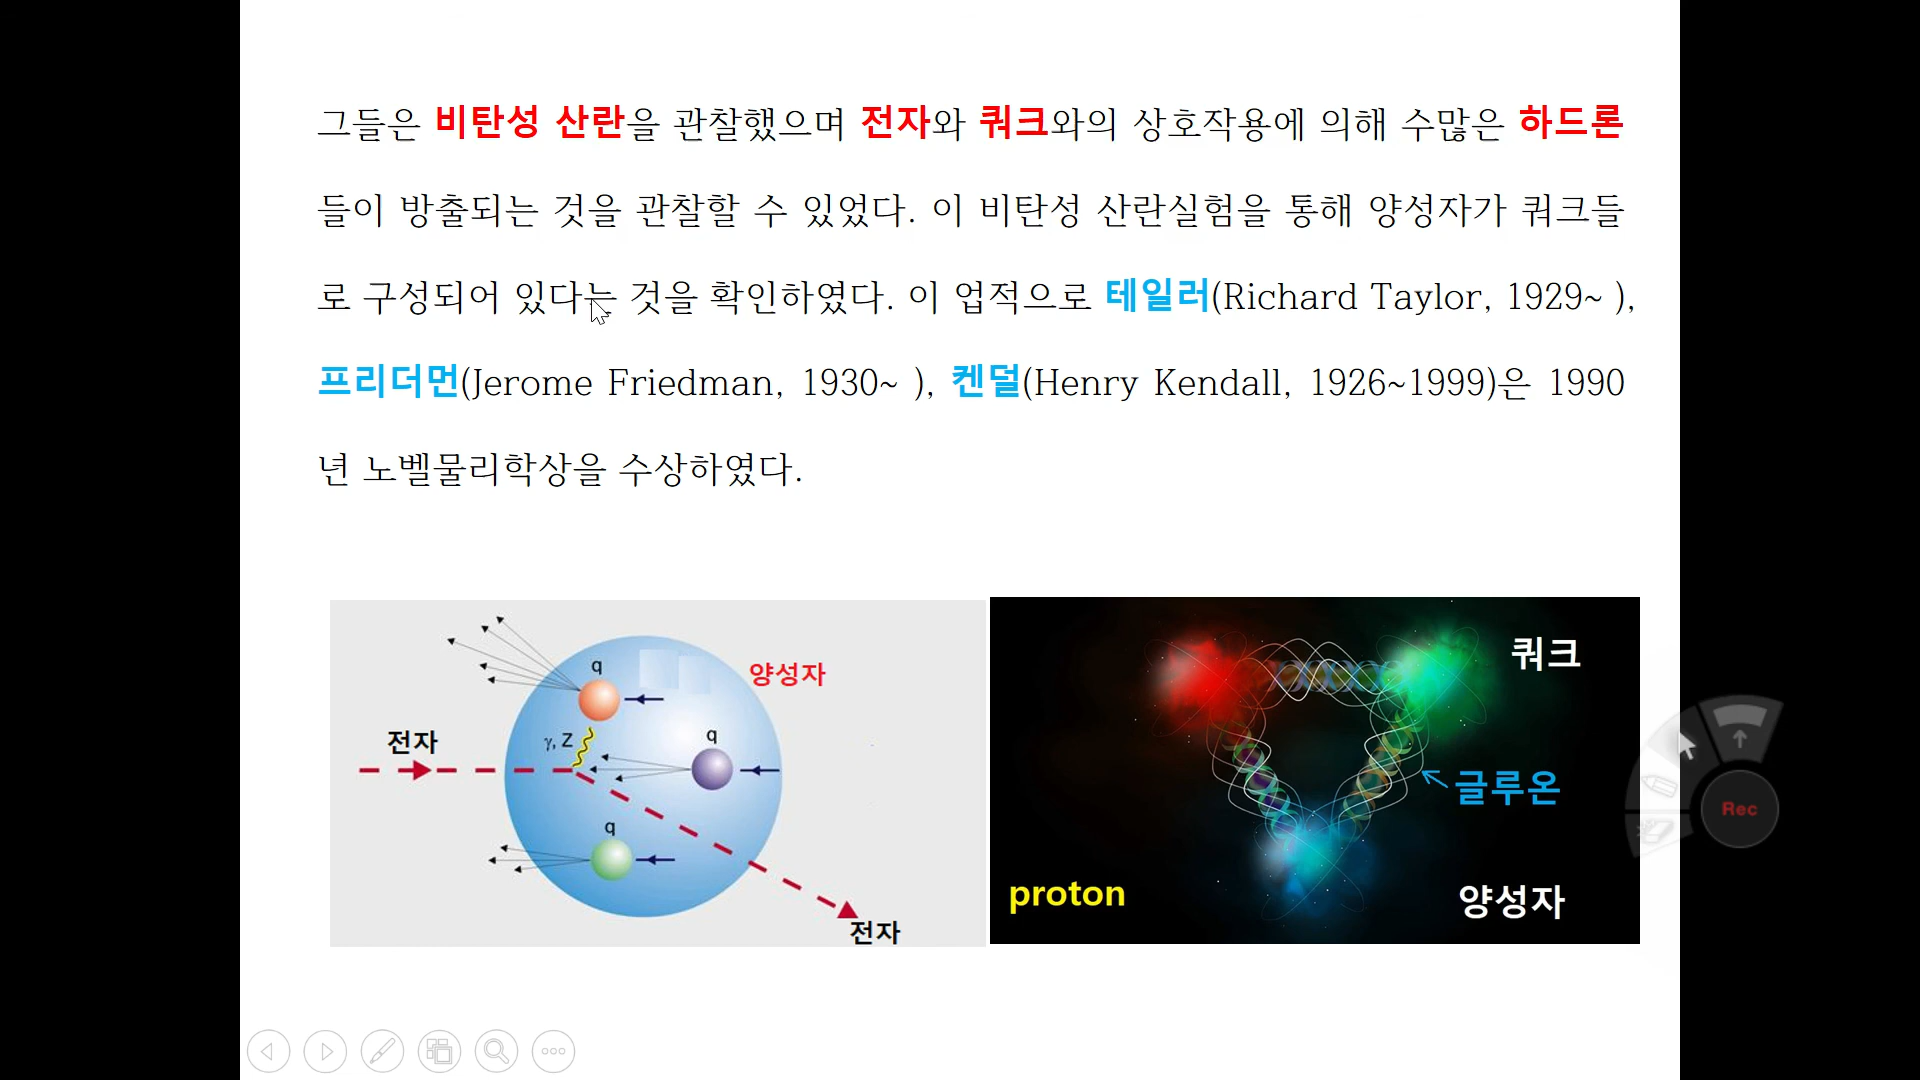 그들은 비탄성 산란을 관찰했으며 전자와 쿼크와의 상호작용에 의해 수많은 하드론
들이 방출되는 것을 관찰할 수 있었다. 이 비탄성 산란실험을 통해 양성자가 쿼크들
로 구성되어 있다는 것을 확인하였다. 이 업적으로 테일러(Richard Taylor, 1929~ ),
프리더먼(Jerome Friedman, 1930~ ), 켄덜(Henry Kendall, 1926~1999)은 1990
년 노벨물리학상을 수상하였다.
q
양성자
전자
γ, Z
q
q
전자
쿼크
글루온
proton
양성자
Rec